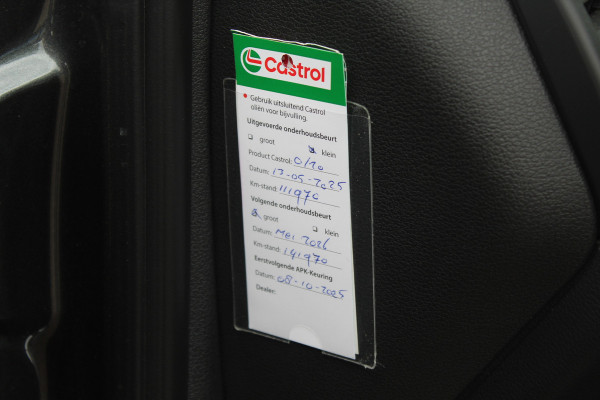 Castrol
Gebruik uitsluitend Castrol
oliën voor bijvulling.
Uitgevoerde onderhoudsbeurt
groot klein
Product Castrol: 0/20
Datum: 13-05-2025
Km-stand: 111970
Volgende onderhoudsbeurt
groot klein
Datum: MEI 2026
Km-stand: 141970
Eerstvolgende APK-Keuring
Datum: 08-10-2025
Dealer: